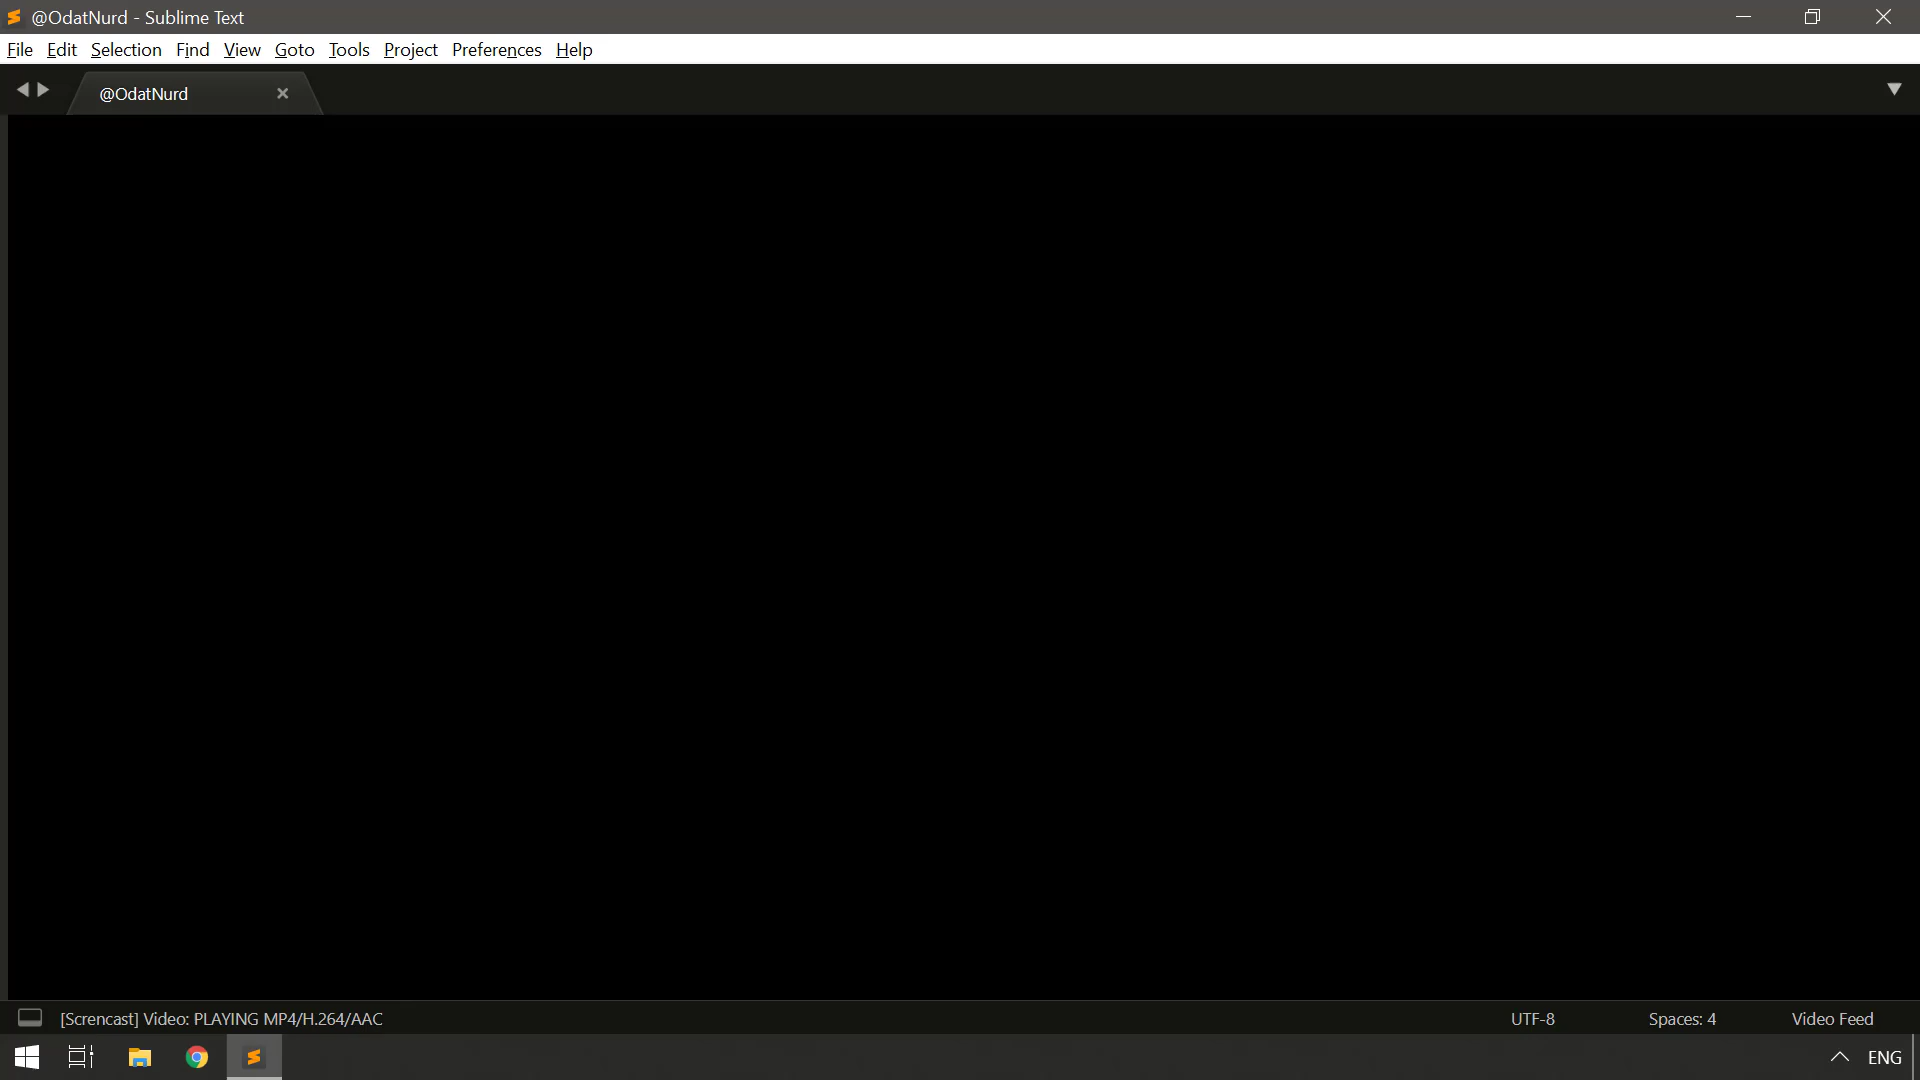 @OdatNurd - Sublime Text
File Edit Selection Find View Goto Tools Project Preferences Help
@OdatNurd
[Screncast] Video: PLAYING MP4/H.264/AAC UTF-8 Spaces: 4 Video Feed
ENG